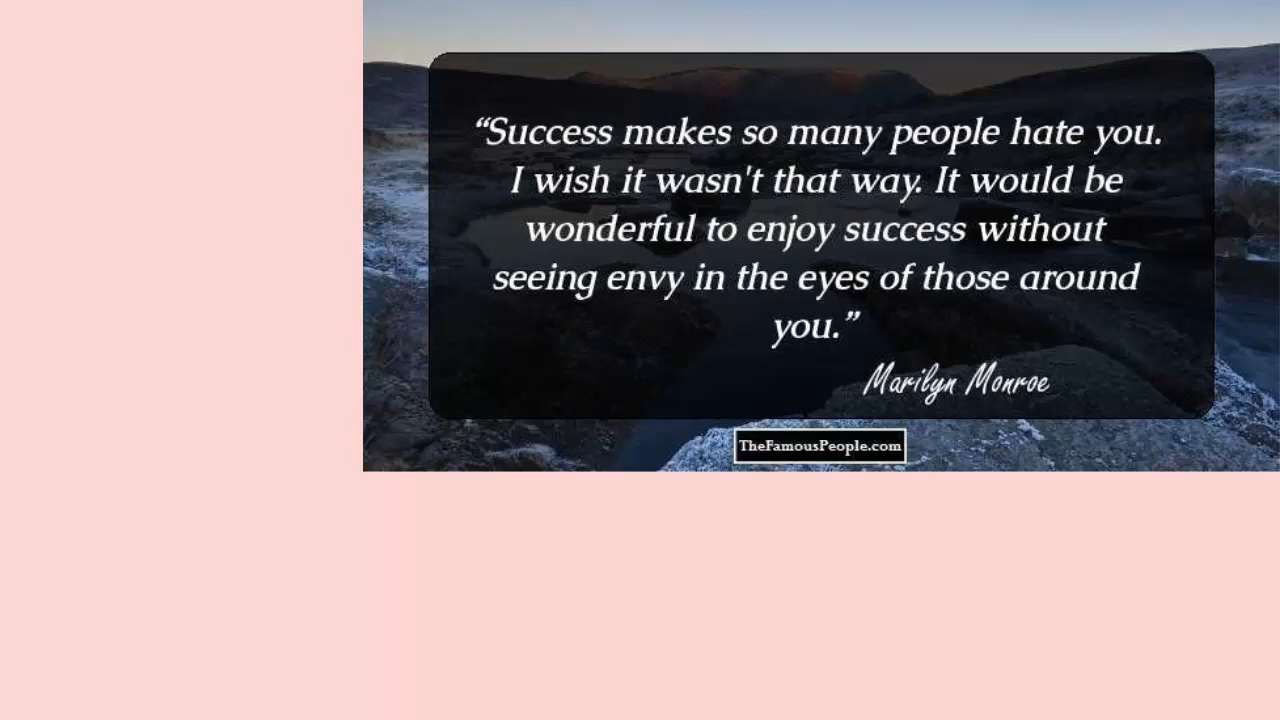 “Success makes so many people hate you.
I wish it wasn't that way. It would be
wonderful to enjoy success without
seeing envy in the eyes of those around
you.”
Marilyn Monroe
TheFamousPeople.com